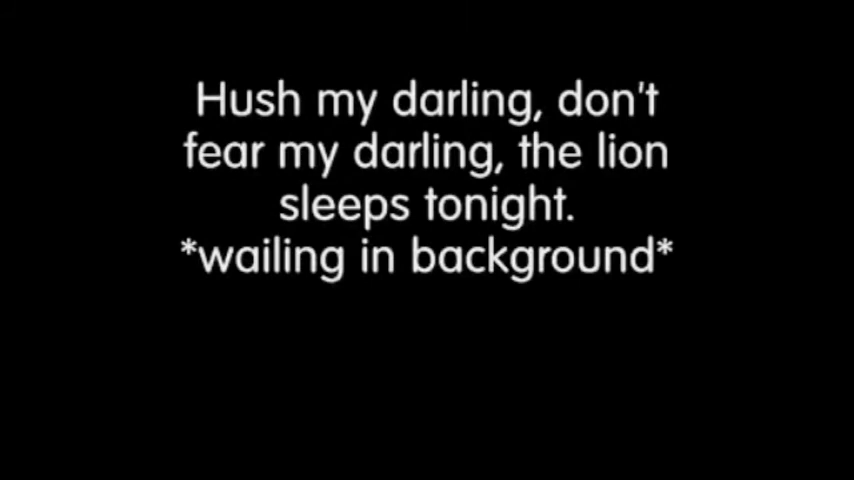 Hush my darling, don't
fear my darling, the lion
sleeps tonight.
*wailing in background*